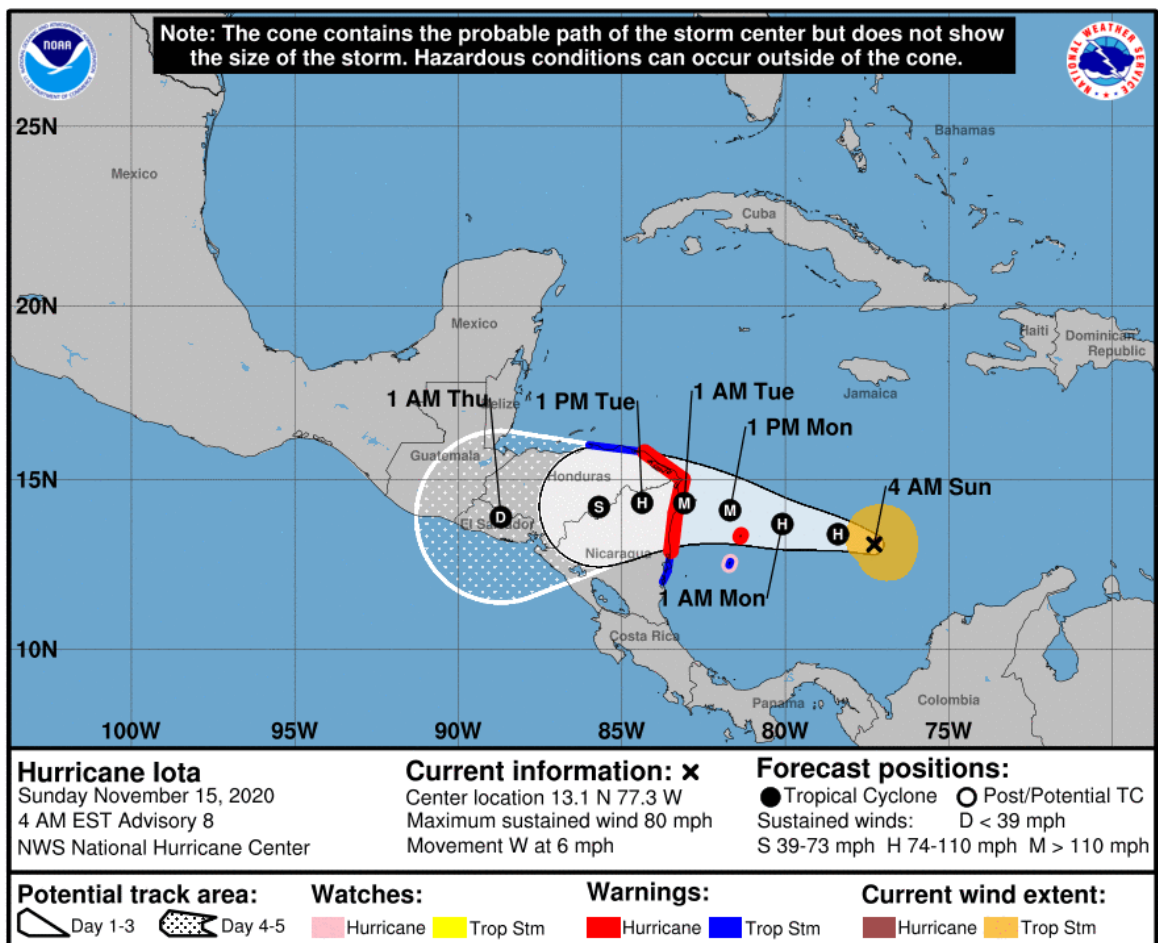 Note: The cone contains the probable path of the storm center but does not show
the size of the storm. Hazardous conditions can occur outside of the cone.
NOAA
NATIONAL WEATHER SERVICE
25N
Bahamas
Mexico
Cuba
20N
Mexico
Haiti
Dominican
Republic
Jamaica
1 AM Thu
Belize
1 PM Tue
1 AM Tue
1 PM Mon
Guatemala
15N
Honduras
4 AM Sun
D
S
H
M
M
H
H
El Salvador
Nicaragua
1 AM Mon
Costa Rica
10N
Panama
Colombia
100W 95W 90W 85W 80W 75W
Hurricane Iota
Sunday November 15, 2020
4 AM EST Advisory 8
NWS National Hurricane Center
Current information: x
Center location 13.1 N 77.3 W
Maximum sustained wind 80 mph
Movement W at 6 mph
Forecast positions:
Tropical Cyclone Post/Potential TC
Sustained winds: D < 39 mph
S 39-73 mph H 74-110 mph M > 110 mph
Potential track area:
Day 1-3 Day 4-5
Watches:
Hurricane Trop Stm
Warnings:
Hurricane Trop Stm
Current wind extent:
Hurricane Trop Stm